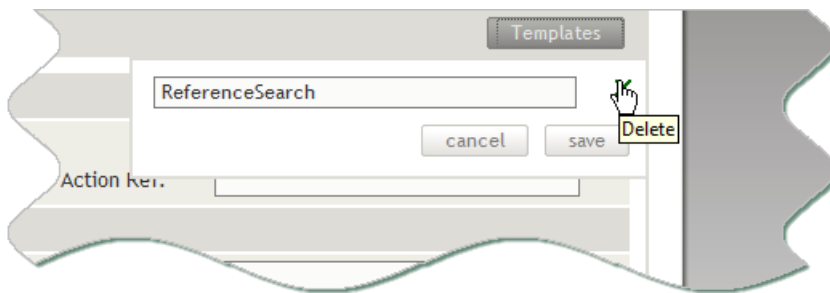 Templates
ReferenceSearch
Delete
cancel save
Action Ref.